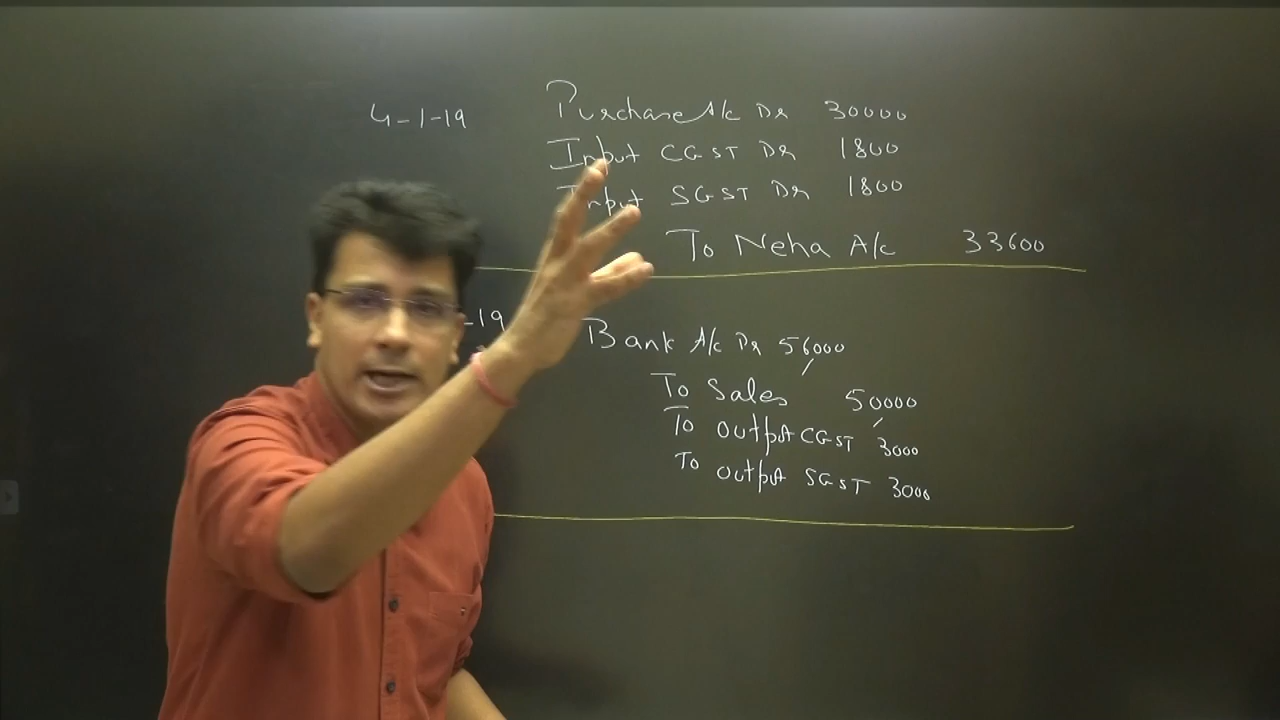 4-1-19 Purchase A/c Dr 30000
Input CGST Dr 1800
Input SGST Dr 1800
To Neha A/c 33600
-19 Bank A/c Dr 56000
To Sales 50000
To output CGST 3000
To output SGST 3000